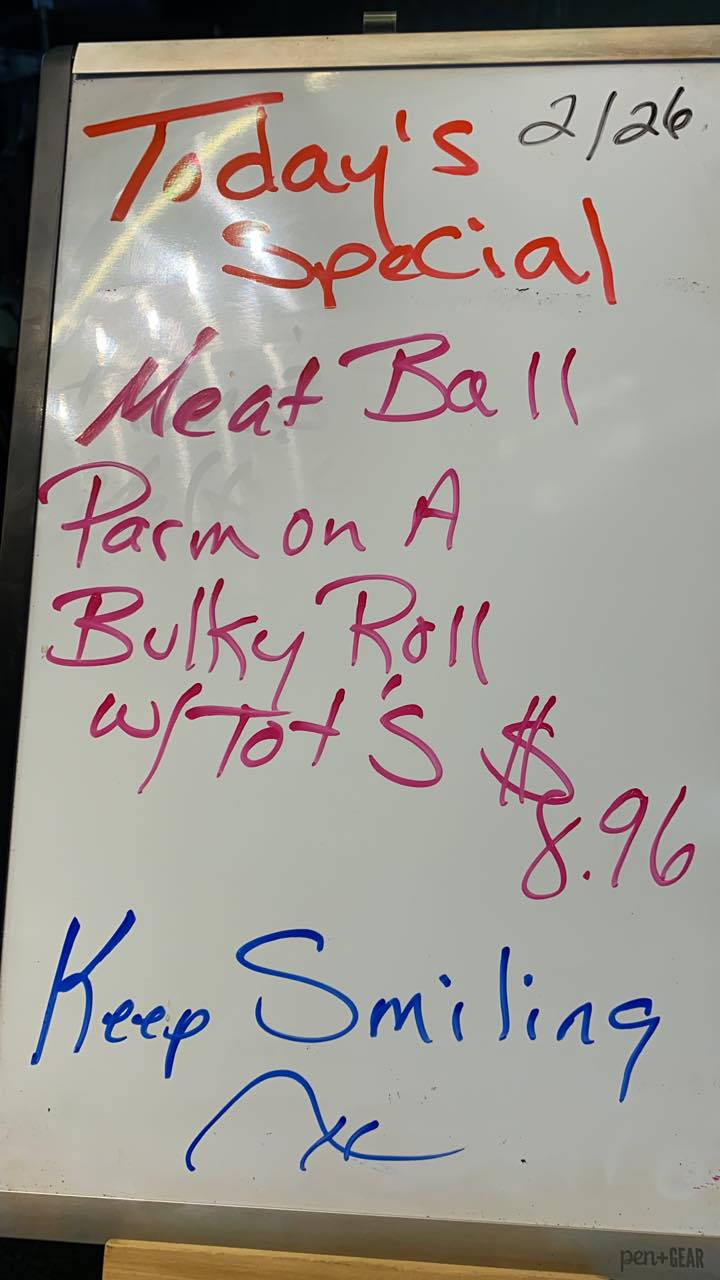 Today's 2/26
Special
Meat Ball
Parm on A
Bulky Roll
w/Tot's $
8.96
Keep Smiling
pen+GEAR